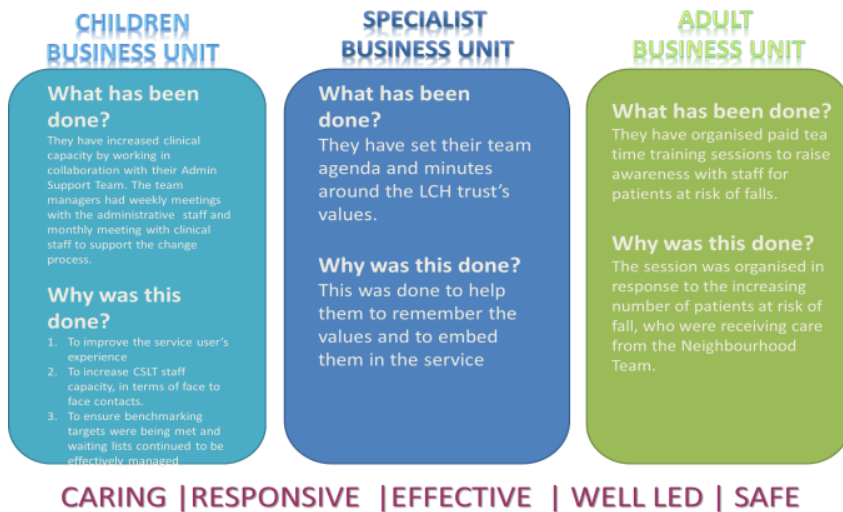 CHILDREN
BUSINESS UNIT
What has been
done?
They have increased clinical
capacity by working in
collaboration with their Admin
Support Team. The team
managers had weekly meetings
with the administrative staff and
monthly meeting with clinical
staff to support the change
process.
Why was this
done?
1. To improve the service user's
experience
2. To increase CSLT staff
capacity, in terms of face to
face contacts.
3. To ensure benchmarking
targets were being met and
waiting lists continued to be
effectively managed
SPECIALIST
BUSINESS UNIT
What has been
done?
They have set their team
agenda and minutes
around the LCH trust's
values.
Why was this done?
This was done to help
them to remember the
values and to embed
them in the service
ADULT
BUSINESS UNIT
What has been done?
They have organised paid tea
time training sessions to raise
awareness with staff for
patients at risk of falls.
Why was this done?
The session was organised in
response to the increasing
number of patients at risk of
fall, who were receiving care
from the Neighbourhood
Team.
CARING |RESPONSIVE |EFFECTIVE | WELL LED | SAFE